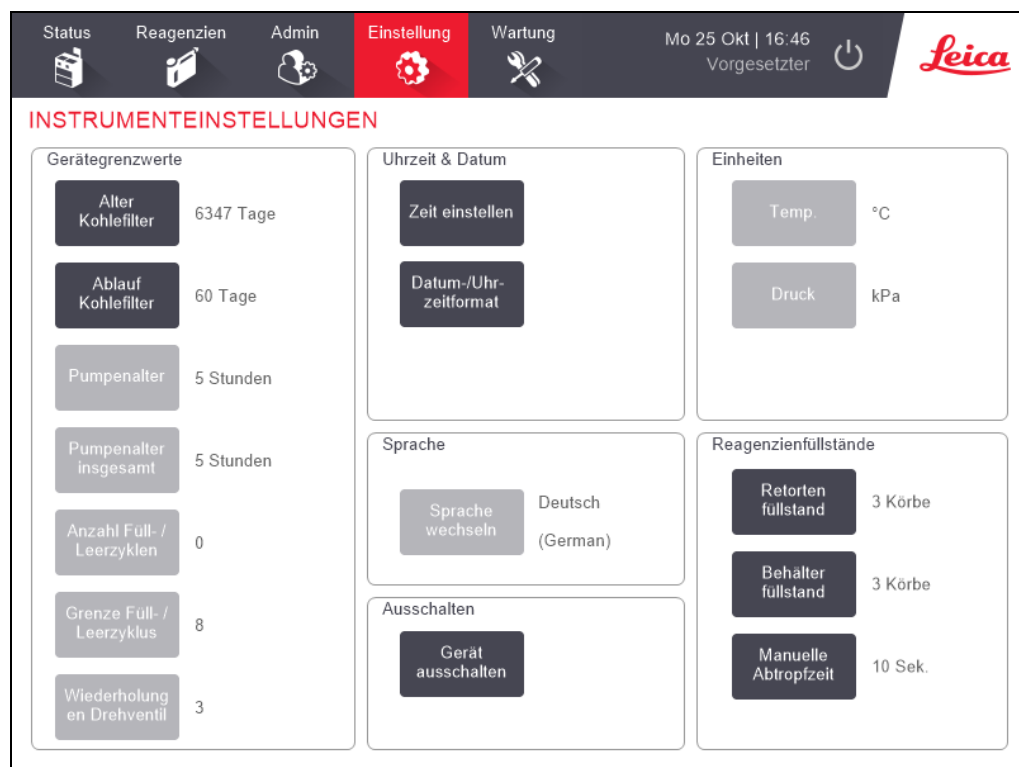 Status Reagenzien Admin Einstellung Wartung
Mo 25 Okt | 16:46
Vorgesetzter
Leica
INSTRUMENTEINSTELLUNGEN
Gerätegrenzwerte
Alter
Kohlefilter
6347 Tage
Ablauf
Kohlefilter
60 Tage
Pumpenalter
5 Stunden
Pumpenalter
insgesamt
5 Stunden
Anzahl Füll- /
Leerzyklen
0
Grenze Füll- /
Leerzyklus
8
Wiederholung
en Drehventil
3
Uhrzeit & Datum
Zeit einstellen
Datum-/Uhr-
zeitformat
Sprache
Sprache
wechseln
Deutsch
(German)
Ausschalten
Gerät
ausschalten
Einheiten
Temp.
°C
Druck
kPa
Reagenzienfüllstände
Retorten
füllstand
3 Körbe
Behälter
füllstand
3 Körbe
Manuelle
Abtropfzeit
10 Sek.